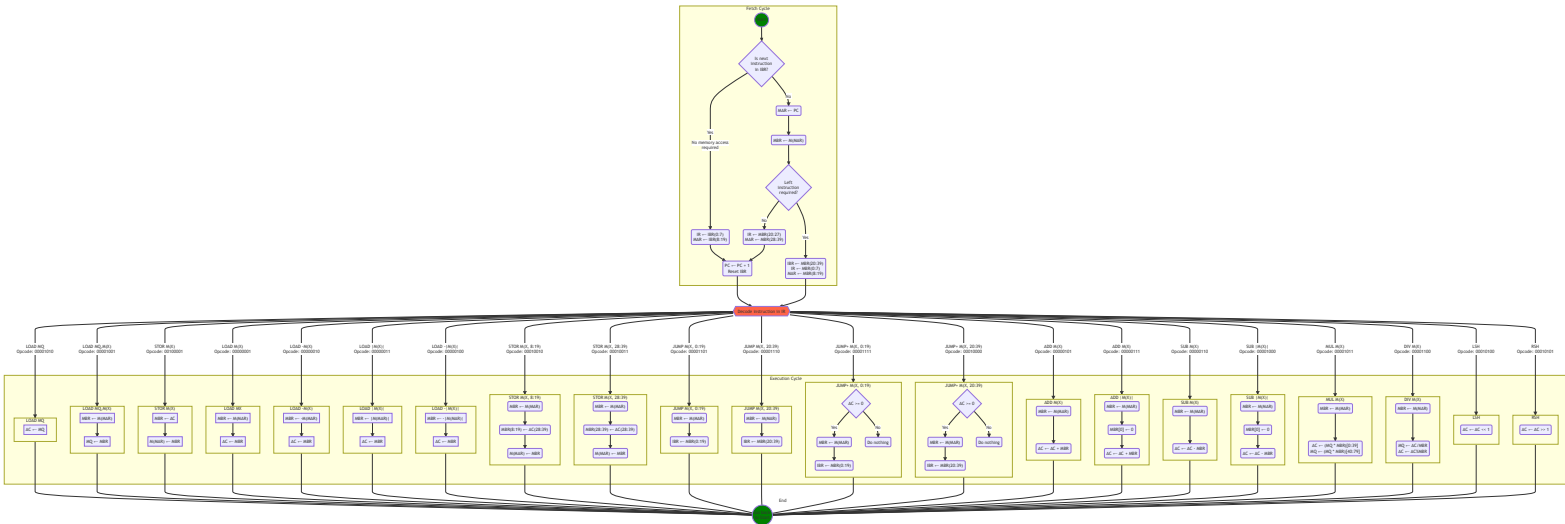 Fetch Cycle
Is next
instruction
in IBR?
No
MAR ← PC
Yes
No memory access
required
MBR ← M(MAR)
Left
instruction
required?
No
Yes
IR ← IBR(0:7)
MAR ← IBR(8:19)
IR ← MBR(20:27)
MAR ← MBR(28:39)
IBR ← MBR(20:39)
IR ← MBR(0:7)
MAR ← MBR(8:19)
PC ← PC + 1
Reset IBR
Decode instruction in IR
LOAD MQ
Opcode: 00001010
LOAD MQ,M(X)
Opcode: 00001001
STOR M(X)
Opcode: 00100001
LOAD M(X)
Opcode: 00000001
LOAD -M(X)
Opcode: 00000010
LOAD |M(X)|
Opcode: 00000011
LOAD -|M(X)|
Opcode: 00000100
STOR M(X, 8:19)
Opcode: 00010010
STOR M(X, 28:39)
Opcode: 00010011
JUMP M(X, 0:19)
Opcode: 00001101
JUMP M(X, 20:39)
Opcode: 00001110
JUMP+ M(X, 0:19)
Opcode: 00001111
JUMP+ M(X, 20:39)
Opcode: 00010000
ADD M(X)
Opcode: 00000101
ADD M(X)
Opcode: 00000111
SUB M(X)
Opcode: 00000110
SUB |M(X)|
Opcode: 00001000
MUL M(X)
Opcode: 00001011
DIV M(X)
Opcode: 00001100
LSH
Opcode: 00010100
RSH
Opcode: 00010101
Execution Cycle
LOAD MQ
AC ← MQ
LOAD MQ,M(X)
MBR ← M(MAR)
MQ ← MBR
STOR M(X)
MBR ← AC
M(MAR) ← MBR
LOAD MX
MBR ← M(MAR)
AC ← MBR
LOAD -M(X)
MBR ← -M(MAR)
AC ← MBR
LOAD |M(X)|
MBR ← |M(MAR)|
AC ← MBR
LOAD -|M(X)|
MBR ← -|M(MAR)|
AC ← MBR
STOR M(X, 8:19)
MBR ← M(MAR)
MBR(8:19) ← AC(28:39)
M(MAR) ← MBR
STOR M(X, 28:39)
MBR ← M(MAR)
MBR(28:39) ← AC(28:39)
M(MAR) ← MBR
JUMP M(X, 0:19)
MBR ← M(MAR)
IBR ← MBR(0:19)
JUMP M(X, 20:39)
MBR ← M(MAR)
IBR ← MBR(20:39)
JUMP+ M(X, 0:19)
AC >= 0
Yes
No
MBR ← M(MAR)
Do nothing
IBR ← MBR(0:19)
JUMP+ M(X, 20:39)
AC >= 0
Yes
No
MBR ← M(MAR)
Do nothing
IBR ← MBR(20:39)
ADD M(X)
MBR ← M(MAR)
AC ← AC + MBR
ADD |M(X)|
MBR ← M(MAR)
MBR[0] ← 0
AC ← AC + MBR
SUB M(X)
MBR ← M(MAR)
AC ← AC - MBR
SUB |M(X)|
MBR ← M(MAR)
MBR[0] ← 0
AC ← AC - MBR
MUL M(X)
MBR ← M(MAR)
AC ← (MQ * MBR)[0:39]
MQ ← (MQ * MBR)[40:79]
DIV M(X)
MBR ← M(MAR)
MQ ← AC/MBR
AC ← AC%MBR
LSH
AC ← AC << 1
RSH
AC ← AC >> 1
End